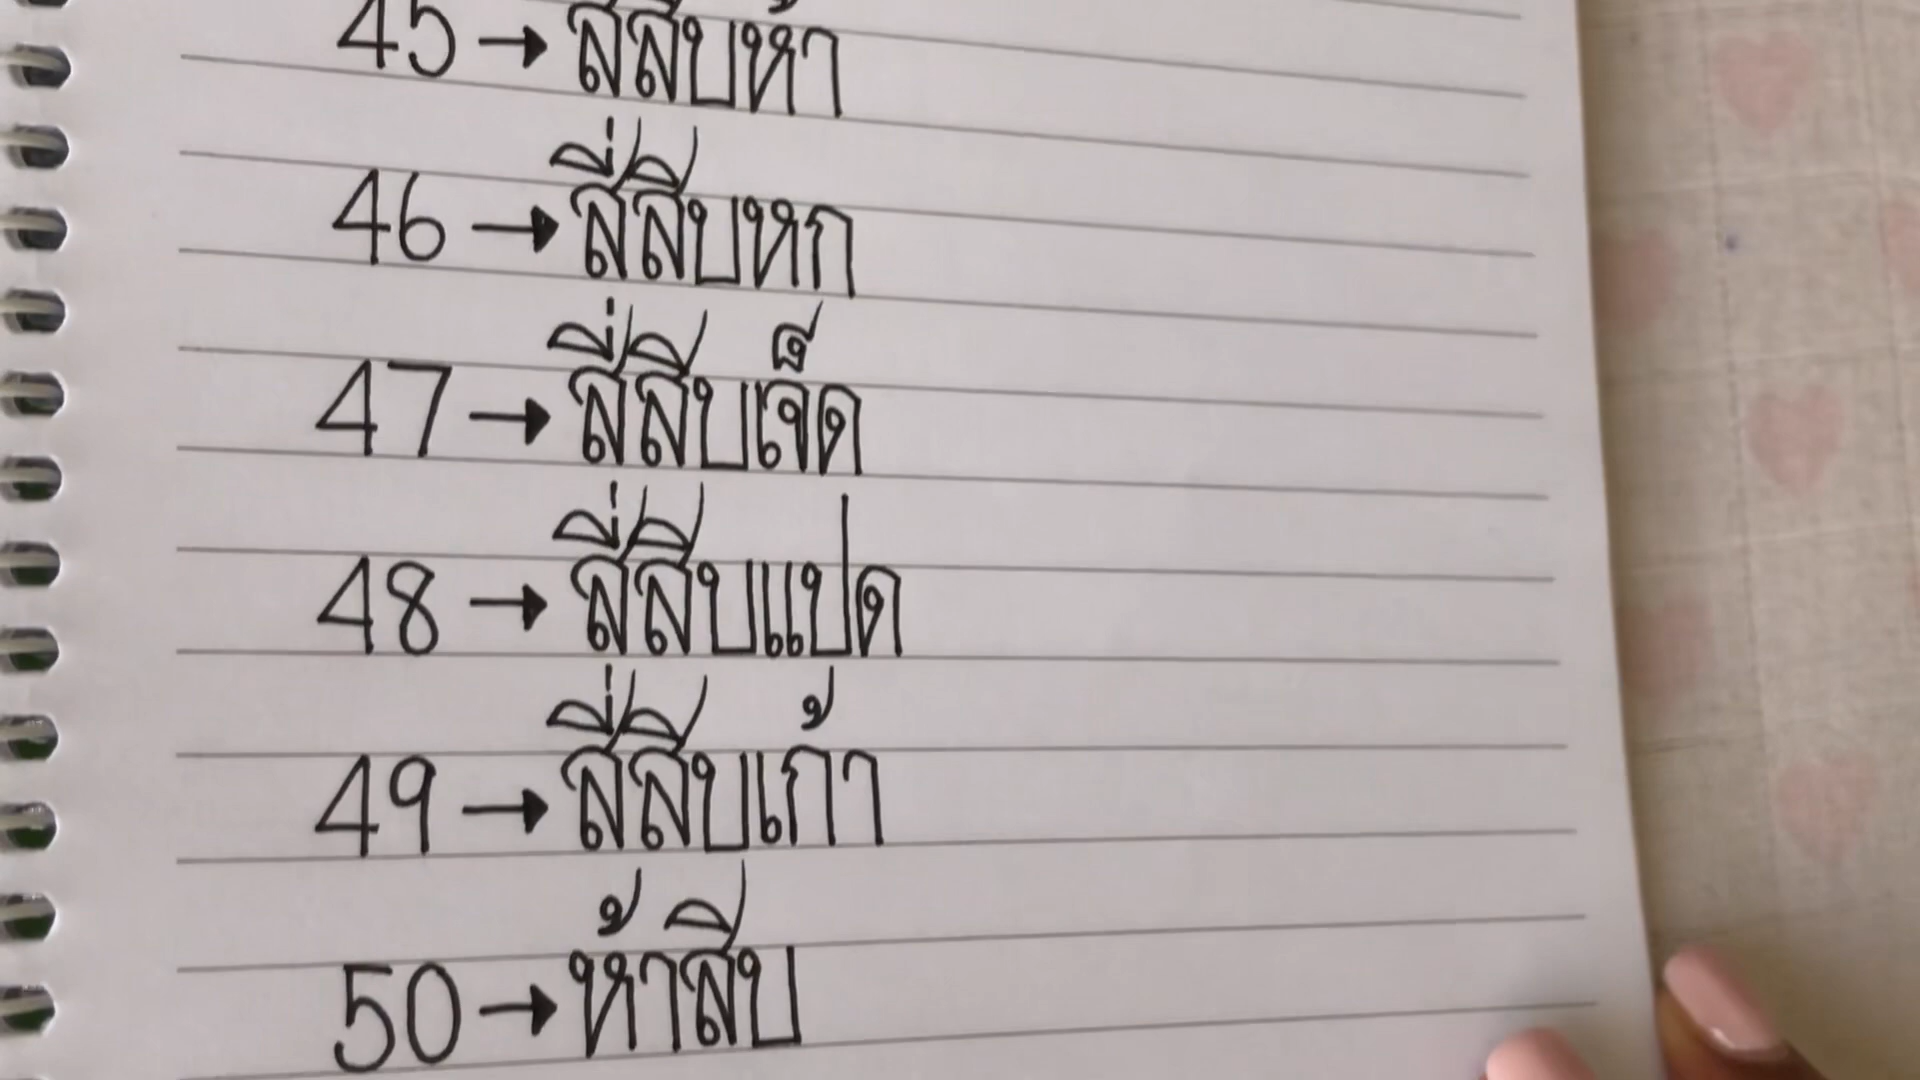 45 → สี่สิบห้า
46 → สี่สิบหก
47 → สี่สิบเจ็ด
48 → สี่สิบแปด
49 → สี่สิบเก้า
50 → ห้าสิบ